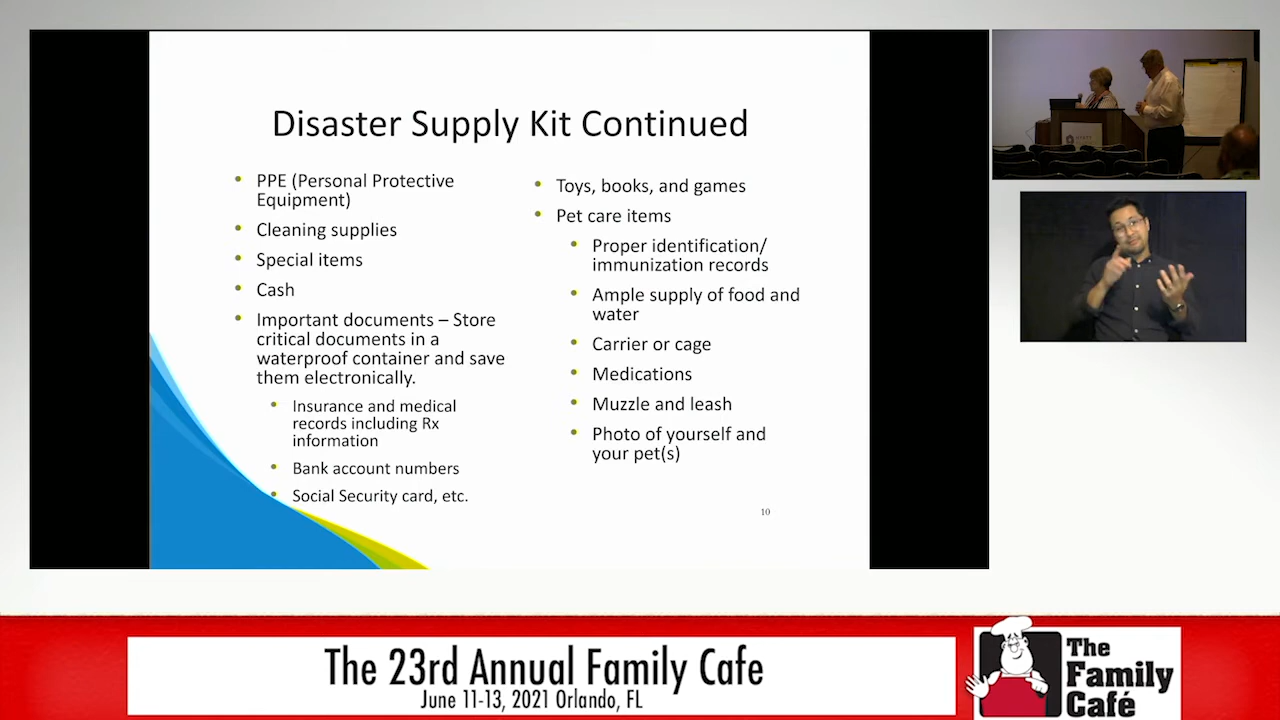 Disaster Supply Kit Continued
PPE (Personal Protective
Equipment)
Cleaning supplies
Special items
Cash
Important documents – Store
critical documents in a
waterproof container and save
them electronically.
Insurance and medical
records including Rx
information
Bank account numbers
Social Security card, etc.
Toys, books, and games
Pet care items
Proper identification/
immunization records
Ample supply of food and
water
Carrier or cage
Medications
Muzzle and leash
Photo of yourself and
your pet(s)
10
The 23rd Annual Family Cafe
June 11-13, 2021 Orlando, FL
The
Family
Café